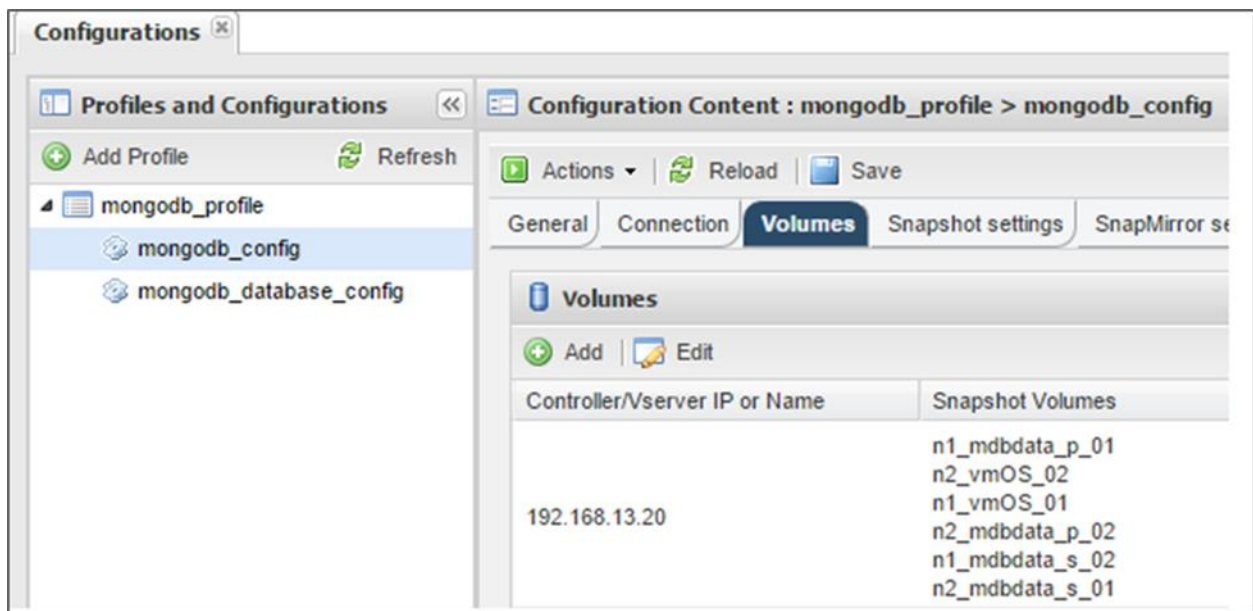 Configurations
Profiles and Configurations
Add Profile Refresh
mongodb_profile
mongodb_config
mongodb_database_config
Configuration Content : mongodb_profile > mongodb_config
Actions Reload Save
General Connection Volumes Snapshot settings SnapMirror se
Volumes
Add Edit
Controller/Vserver IP or Name Snapshot Volumes
192.168.13.20
n1_mdbdata_p_01
n2_vmOS_02
n1_vmOS_01
n2_mdbdata_p_02
n1_mdbdata_s_02
n2_mdbdata_s_01